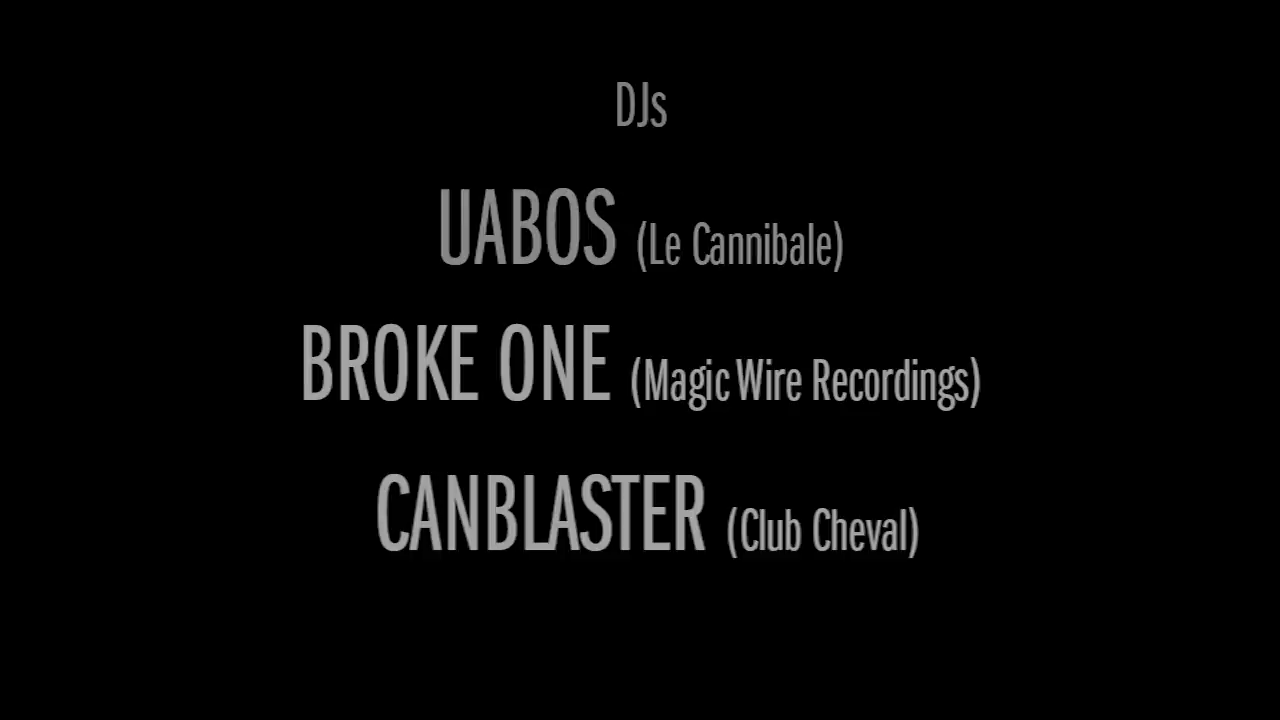 DJs
UABOS (Le Cannibale)
BROKE ONE (Magic Wire Recordings)
CANBLASTER (Club Cheval)